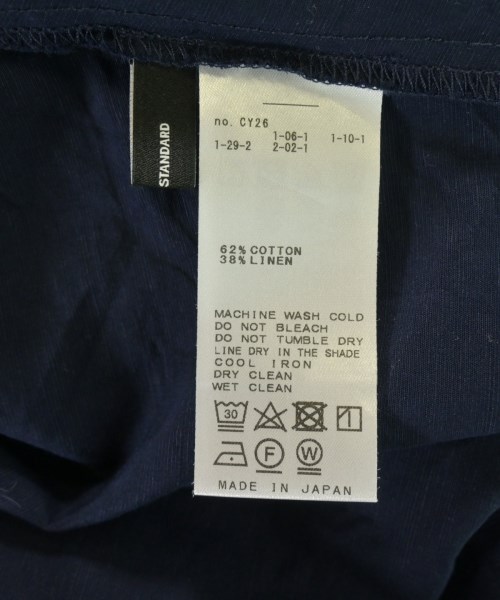 STANDARD
no. CY26
1-06-1 1-10-1
1-29-2 2-02-1
62% COTTON
38% LINEN
MACHINE WASH COLD
DO NOT BLEACH
DO NOT TUMBLE DRY
LINE DRY IN THE SHADE
COOL IRON
DRY CLEAN
WET CLEAN
30
F W
MADE IN JAPAN